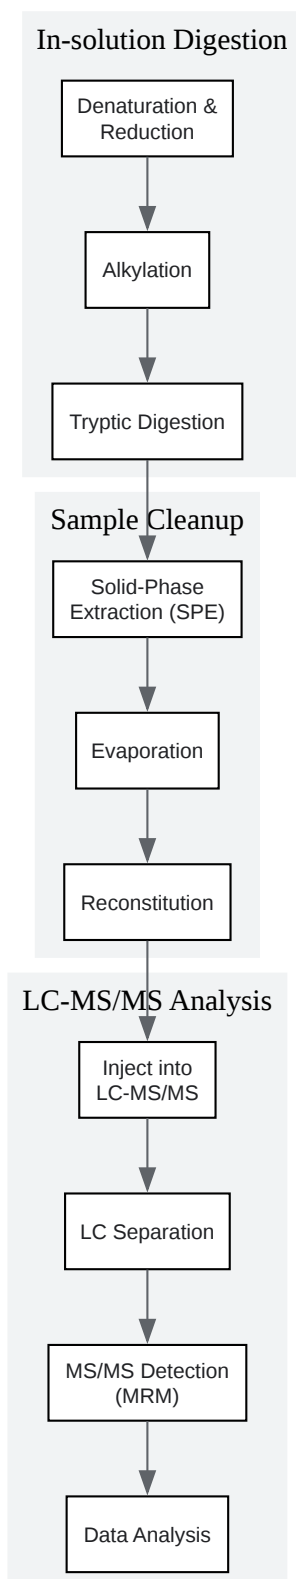 In-solution Digestion
Denaturation &
Reduction
Alkylation
Tryptic Digestion
Sample Cleanup
Solid-Phase
Extraction (SPE)
Evaporation
Reconstitution
LC-MS/MS Analysis
Inject into
LC-MS/MS
LC Separation
MS/MS Detection
(MRM)
Data Analysis